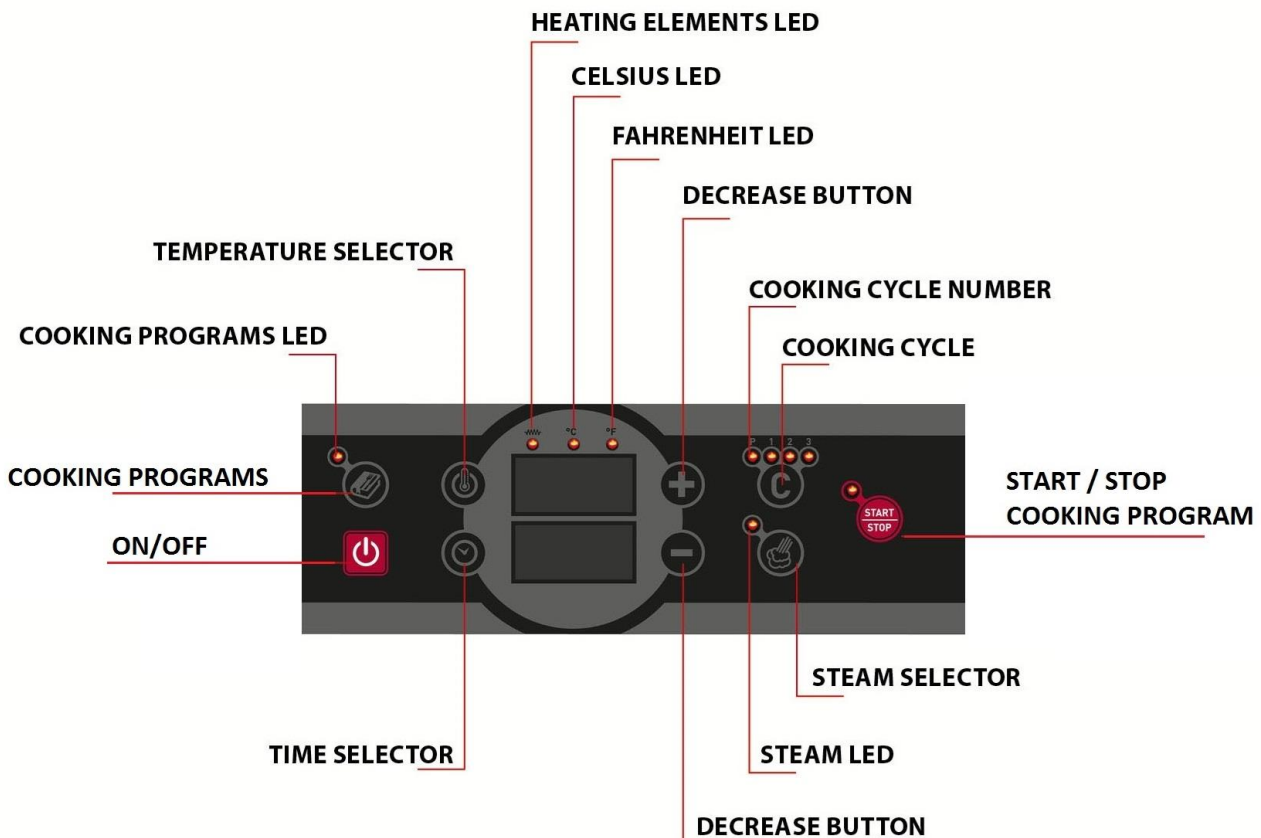 HEATING ELEMENTS LED
CELSIUS LED
FAHRENHEIT LED
DECREASE BUTTON
TEMPERATURE SELECTOR
COOKING CYCLE NUMBER
COOKING PROGRAMS LED
COOKING CYCLE
°C °F
P 1 2 3
COOKING PROGRAMS
C
START / STOP
COOKING PROGRAM
START
STOP
ON/OFF
STEAM SELECTOR
TIME SELECTOR
STEAM LED
DECREASE BUTTON